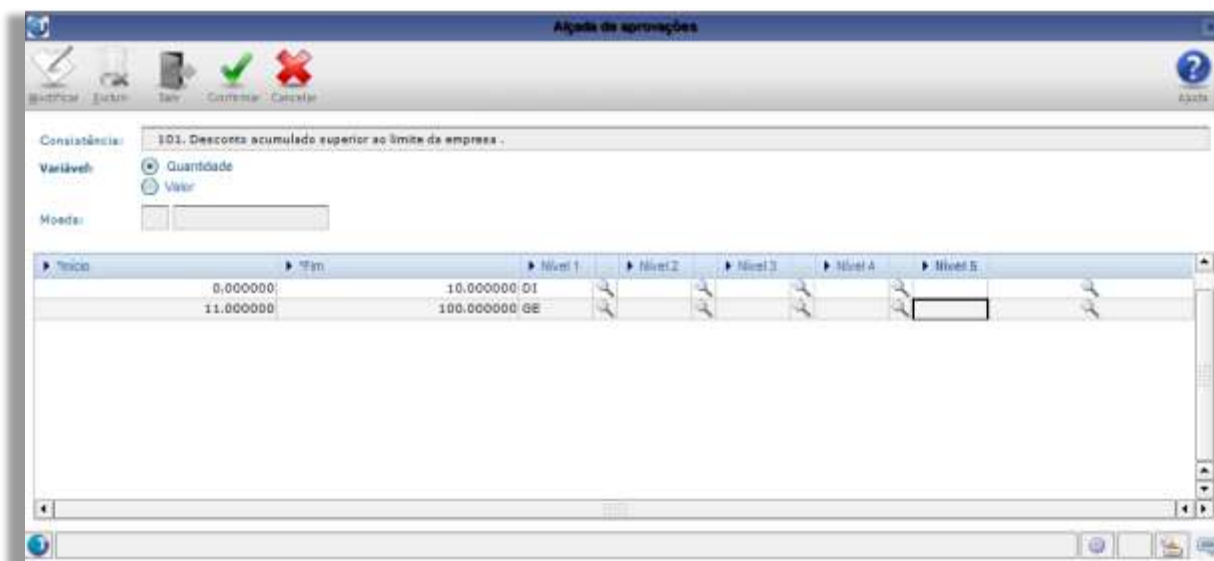 Alçada de aprovações
Modificar Excluir Sair Confirmar Cancelar Ajuda
Consistência: 101. Desconto acumulado superior ao limite da empresa .
Variável: Quantidade
Valor
Moeda:
*Início *Fim Nível 1 Nível 2 Nível 3 Nível 4 Nível 5
0.000000 10.000000 DI
11.000000 100.000000 GE